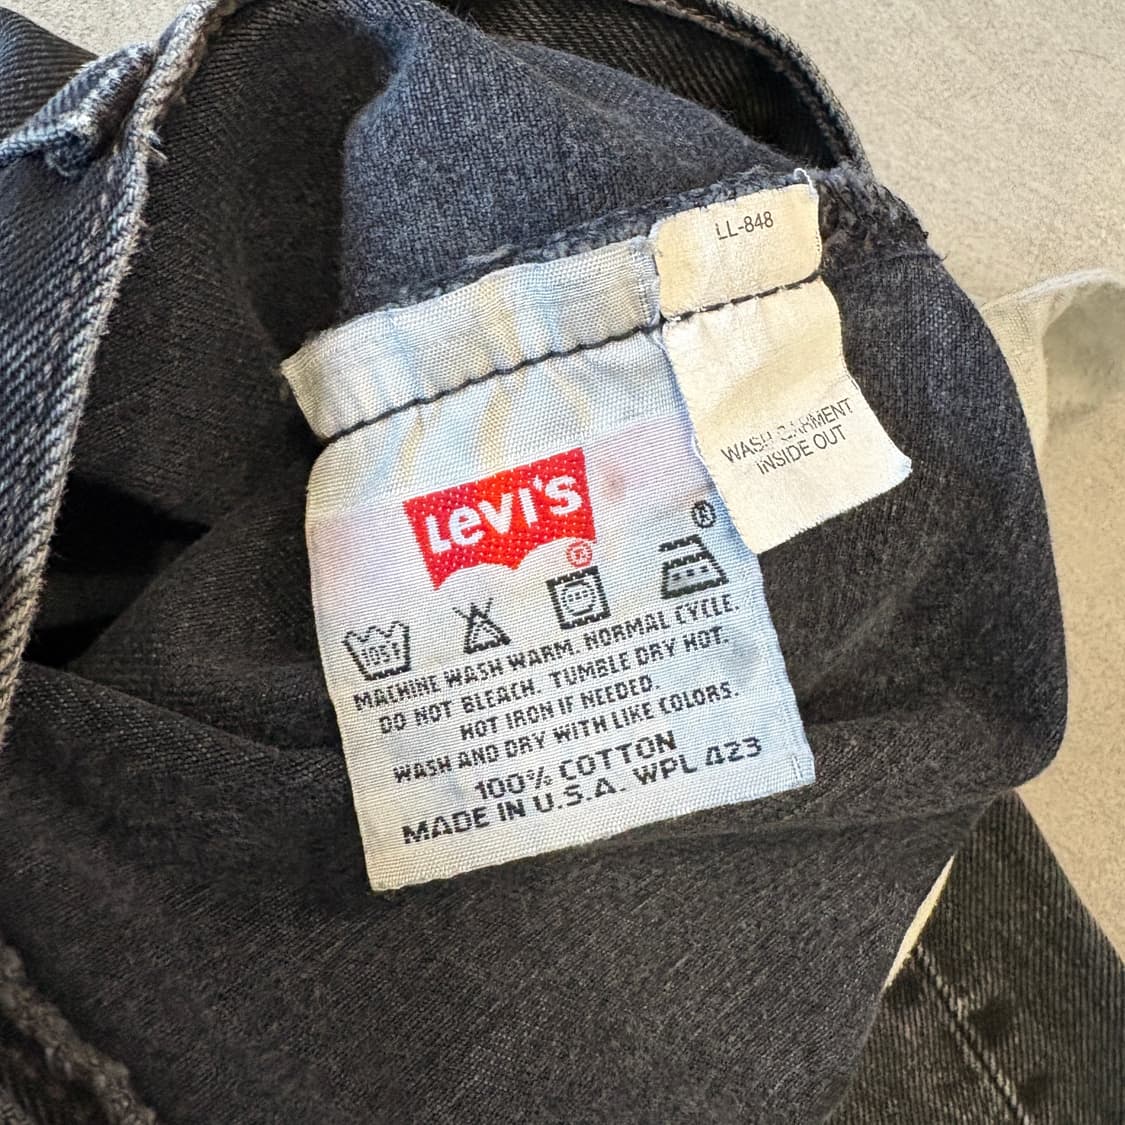 LL-848
WASH GARMENT
INSIDE OUT
LEVI'S
®
®
105F
MACHINE WASH WARM. NORMAL CYCLE.
DO NOT BLEACH. TUMBLE DRY HOT.
HOT IRON IF NEEDED.
WASH AND DRY WITH LIKE COLORS.
100% COTTON
MADE IN U.S.A. WPL 423